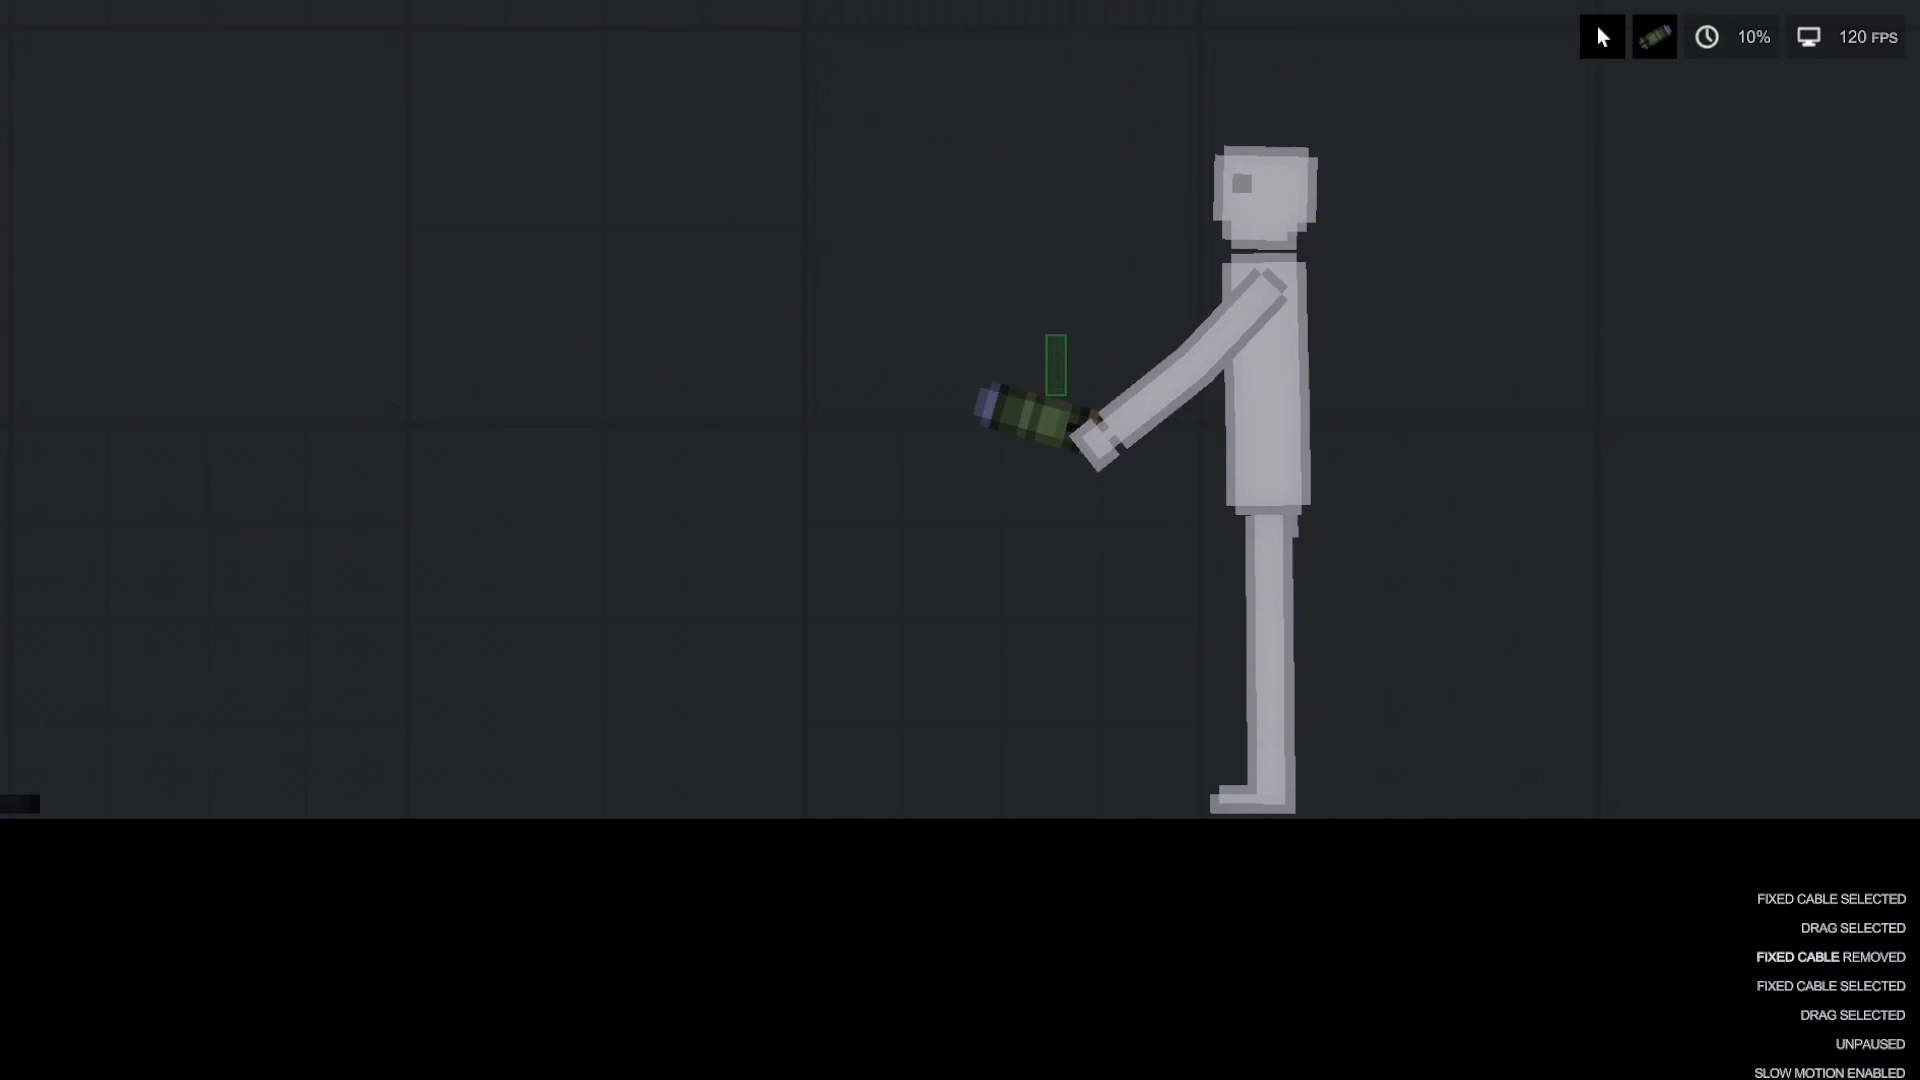 10%
120 FPS
FIXED CABLE SELECTED
DRAG SELECTED
FIXED CABLE REMOVED
FIXED CABLE SELECTED
DRAG SELECTED
UNPAUSED
SLOW MOTION ENABLED